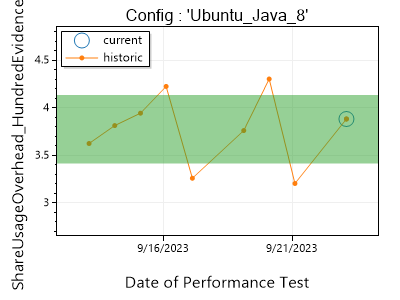 Config : 'Ubuntu_Java_8'
current
historic
ShareUsageOverhead_HundredEvidence
4.5
4
3.5
3
9/16/2023
9/21/2023
Date of Performance Test